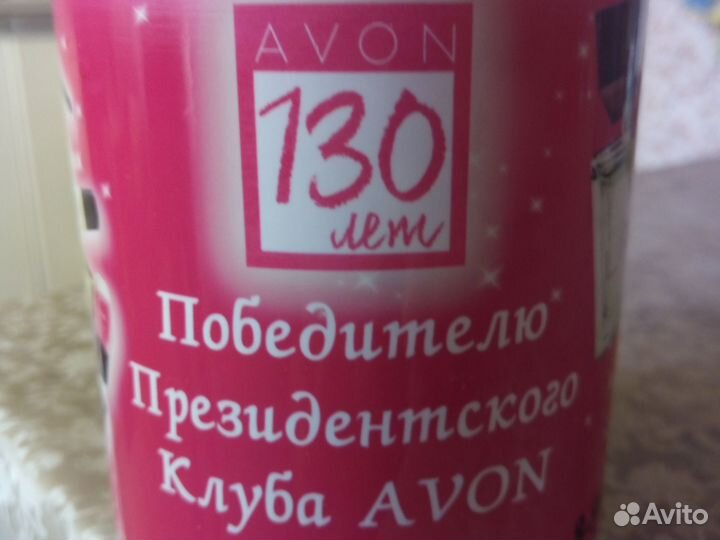 AVON
130
лет
Победителю
Президентского
Клуба AVON
Avito